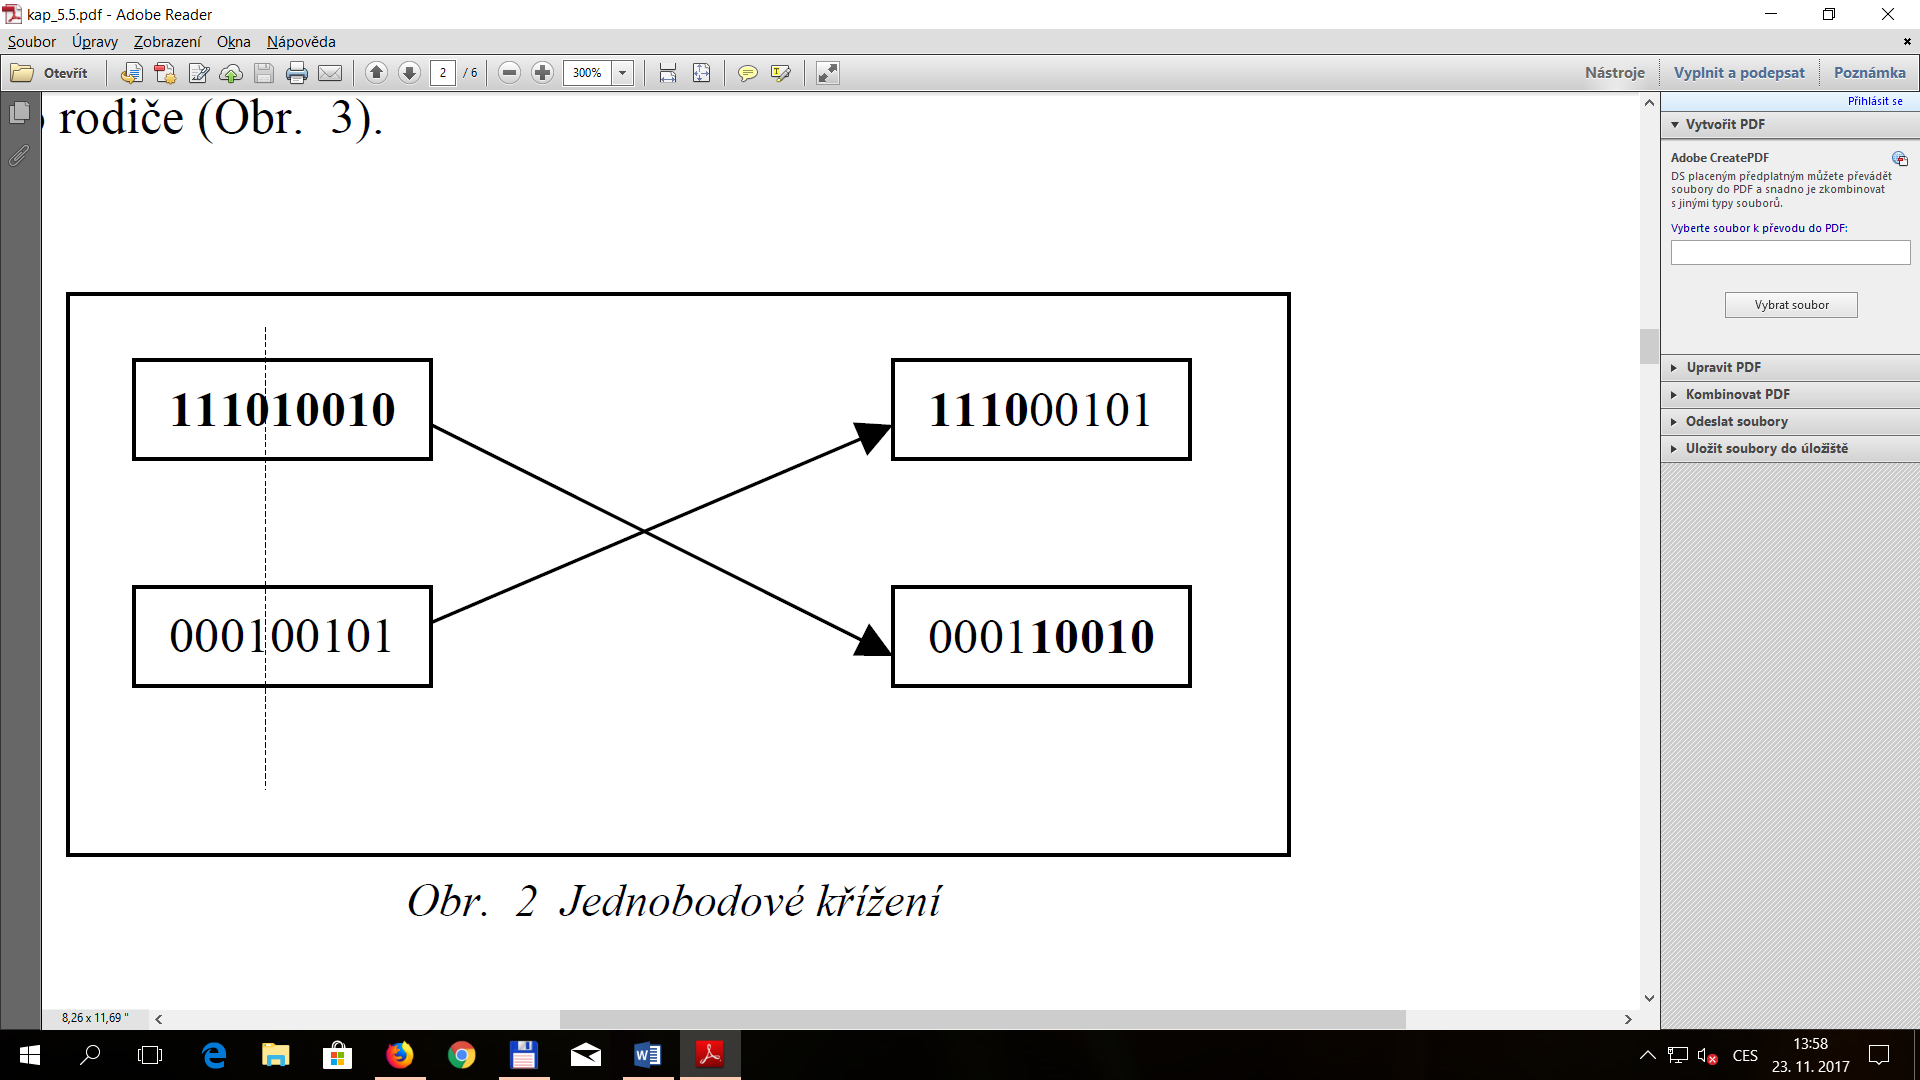 kap_5.5.pdf - Adobe Reader
Soubor Úpravy Zobrazení Okna Nápověda
Otevřít 2 / 6 300% Nástroje Vyplnit a podepsat Poznámka
rodiče (Obr. 3).
111010010 111000101
000100101 000110010
Obr. 2 Jednobodové křížení
8,26 x 11,69 "
Přihlásit se
Vytvořit PDF
Adobe CreatePDF
DS placeným předplatným můžete převádět
soubory do PDF a snadno je zkombinovat
s jinými typy souborů.
Vyberte soubor k převodu do PDF:
Vybrat soubor
Upravit PDF
Kombinovat PDF
Odeslat soubory
Uložit soubory do úložiště
CES
13:58
23. 11. 2017